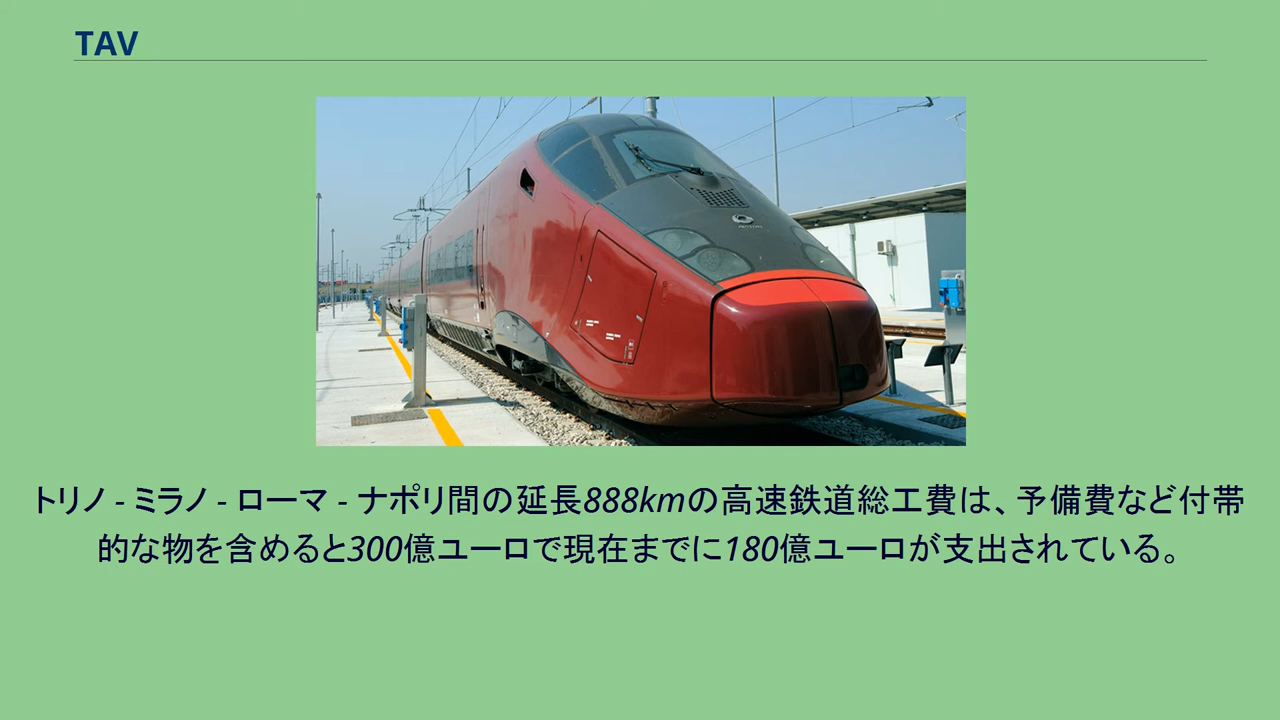 TAV
トリノ - ミラノ - ローマ - ナポリ間の延長888kmの高速鉄道総工費は、予備費など付帯
的な物を含めると300億ユーロで現在までに180億ユーロが支出されている。